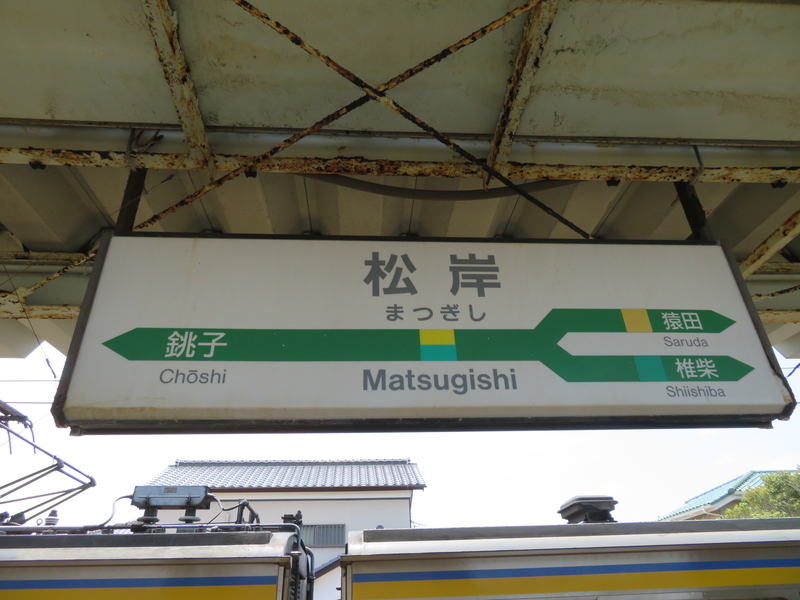 松岸
まつぎし
銚子
Chōshi
Matsugishi
猿田
Saruda
椎柴
Shiishiba